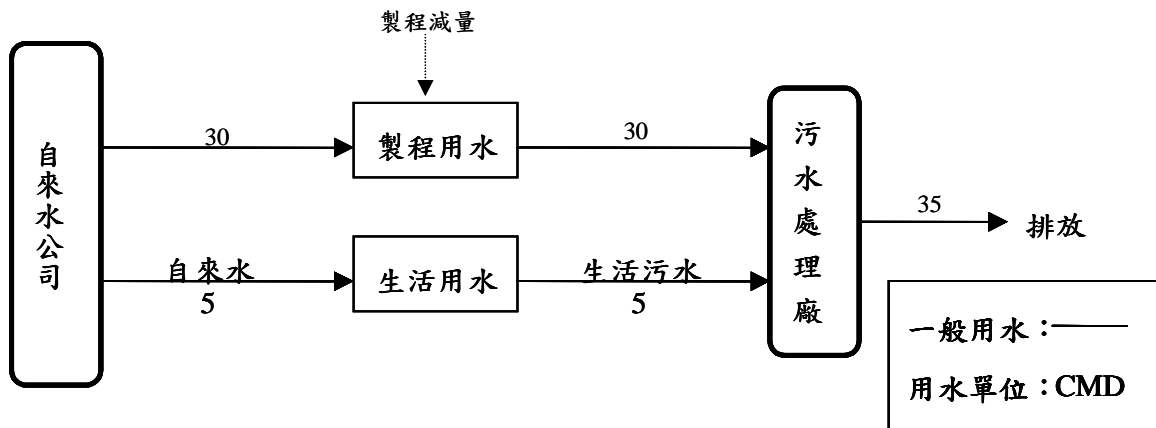 製程減量
自來水公司
30
製程用水
30
污水處理廠
35
排放
自來水
5
生活用水
生活污水
5
一般用水：
用水單位：CMD